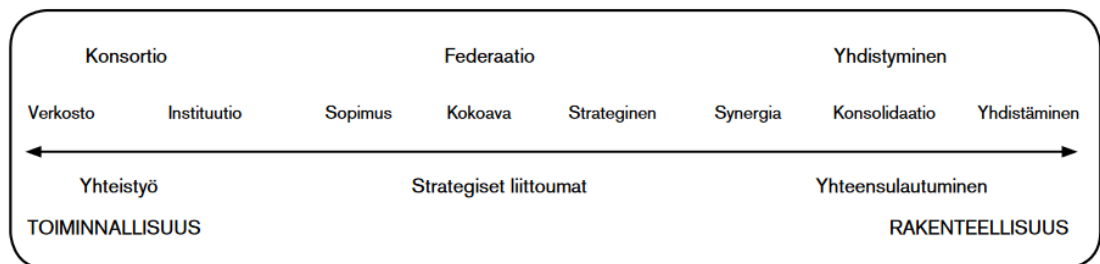 Konsortio Federaatio Yhdistyminen
Verkosto Instituutio Sopimus Kokoava Strateginen Synergia Konsolidaatio Yhdistäminen
Yhteistyö Strategiset liittoumat Yhteensulautuminen
TOIMINNALLISUUS RAKENTEELLISUUS